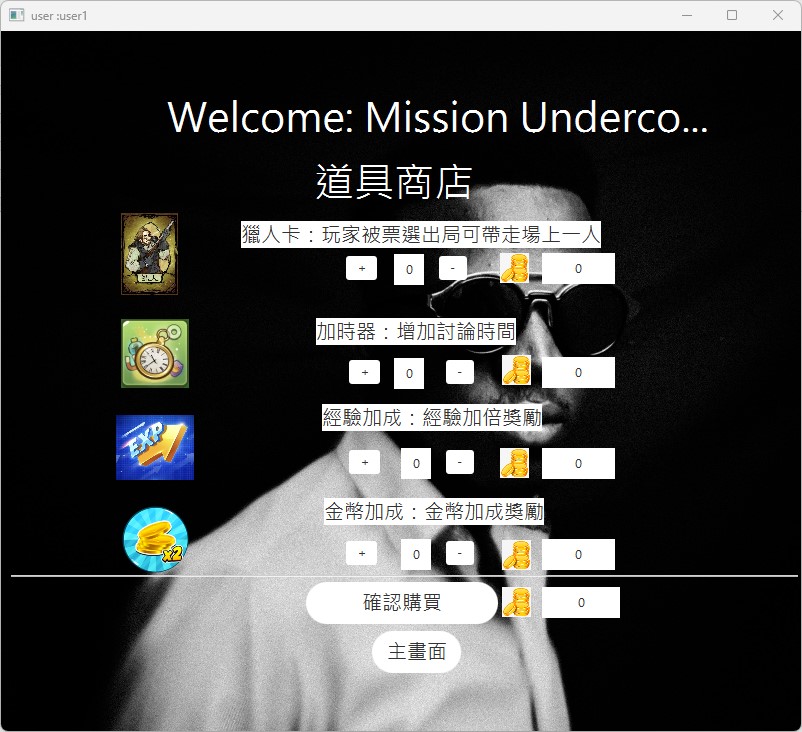 user :user1
Welcome: Mission Underco...
道具商店
獵人卡：玩家被票選出局可帶走場上一人
獵人
+ 0 - 0
加時器：增加討論時間
+ 0 - 0
經驗加成：經驗加倍獎勵
EXP
+ 0 - 0
金幣加成：金幣加成獎勵
x2
+ 0 - 0
確認購買 0
主畫面